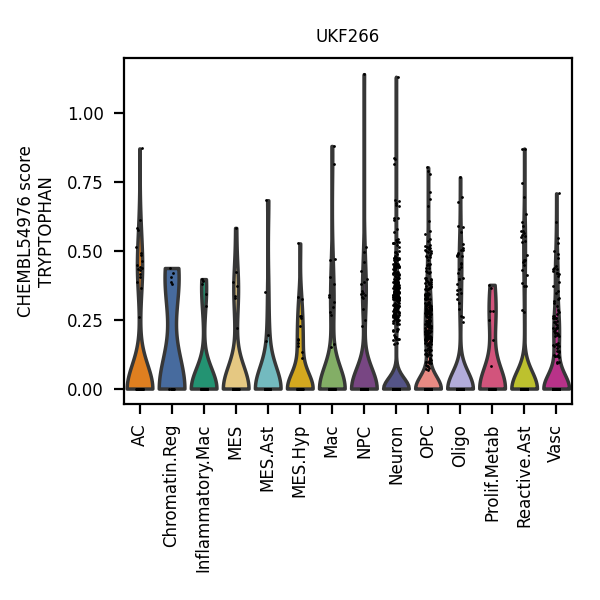 UKF266
CHEMBL54976 score
TRYPTOPHAN
1.00
0.75
0.50
0.25
0.00
AC
Chromatin.Reg
Inflammatory.Mac
MES
MES.Ast
MES.Hyp
Mac
NPC
Neuron
OPC
Oligo
Prolif.Metab
Reactive.Ast
Vasc